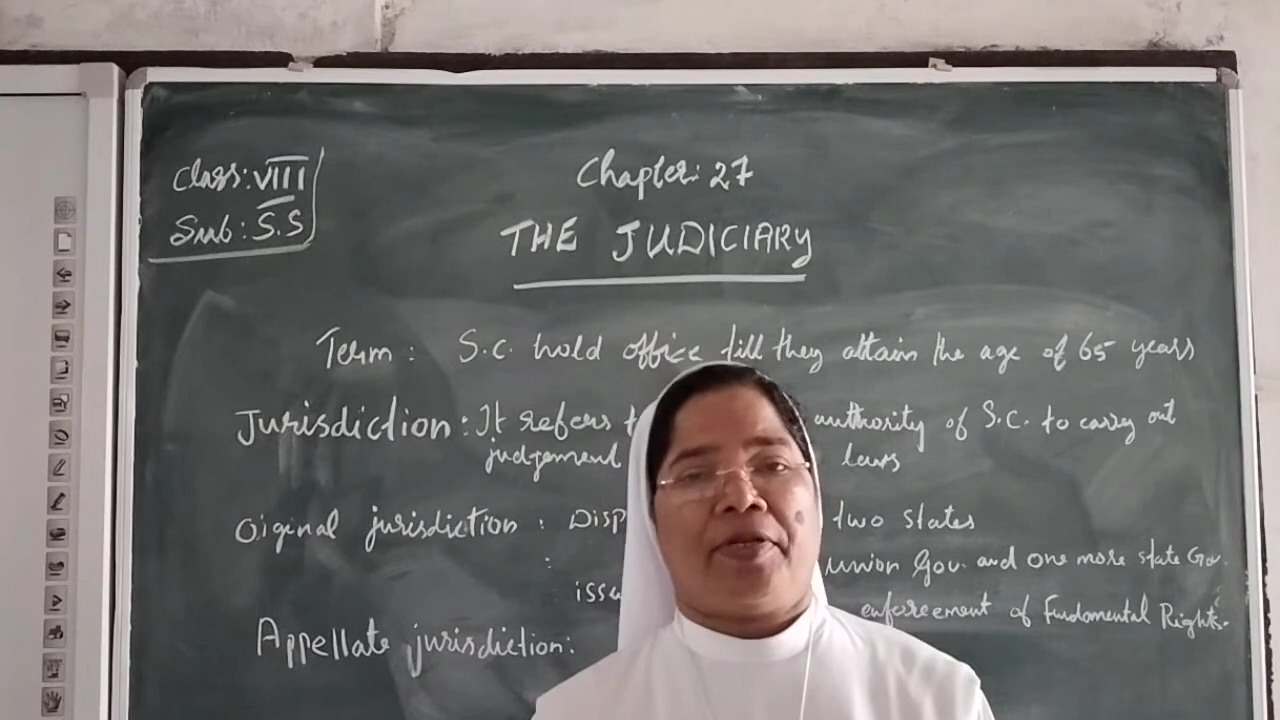 Class: VIII
Sub: S.S
Chapter: 27
THE JUDICIARY
Term: S.C. hold office till they attain the age of 65 years
Jurisdiction: It refers authority of S.C. to carry out
judgement laws
Oiginal jurisdiction: two states
: union Gov. and one more state Gov.
enforcement of Fundamental Rights.
Appellate jurisdiction: